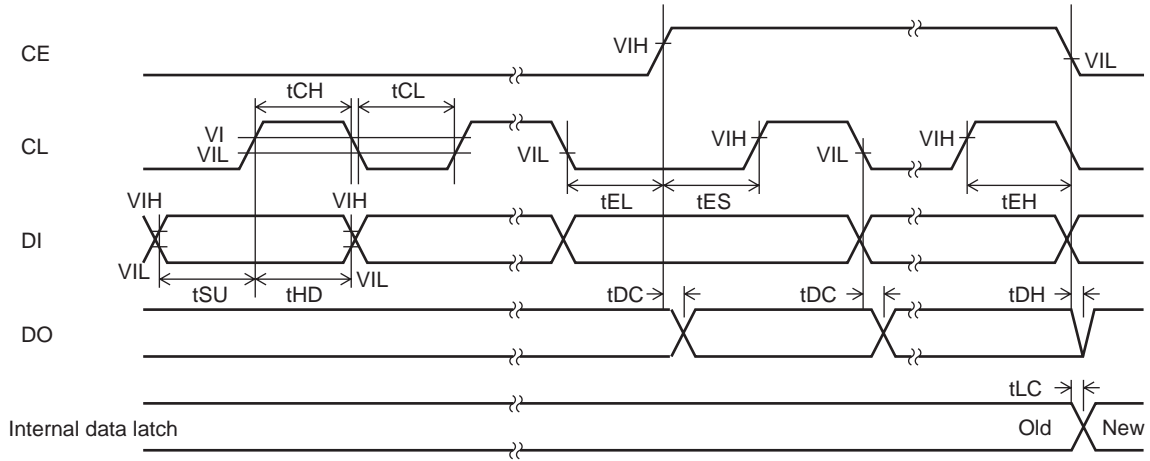 CE
VIH
VIL
tCH
tCL
CL
VI
VIL
VIL
VIH
VIL
VIH
tEL
tES
tEH
DI
VIH
VIH
VIL
VIL
tSU
tHD
DO
tDC
tDC
tDH
Internal data latch
tLC
Old
New